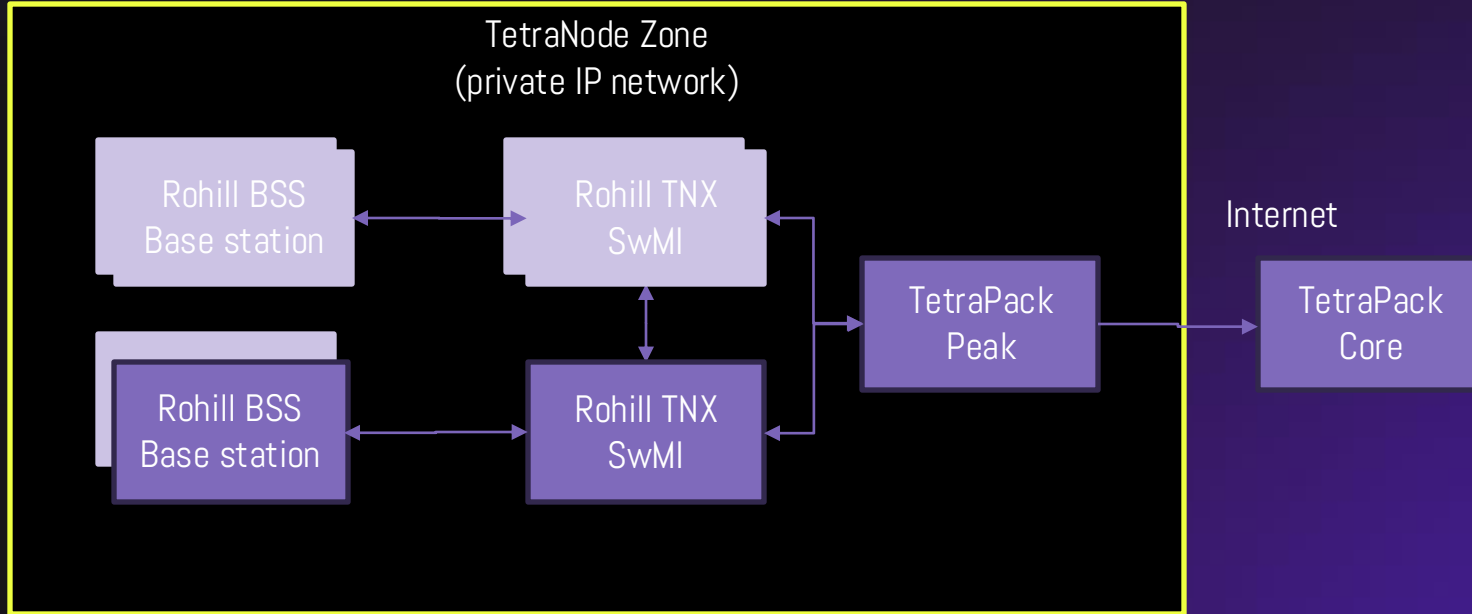 TetraNode Zone
(private IP network)
Rohill BSS
Base station
Rohill TNX
SwMI
Internet
TetraPack
Peak
TetraPack
Core
Rohill BSS
Base station
Rohill TNX
SwMI